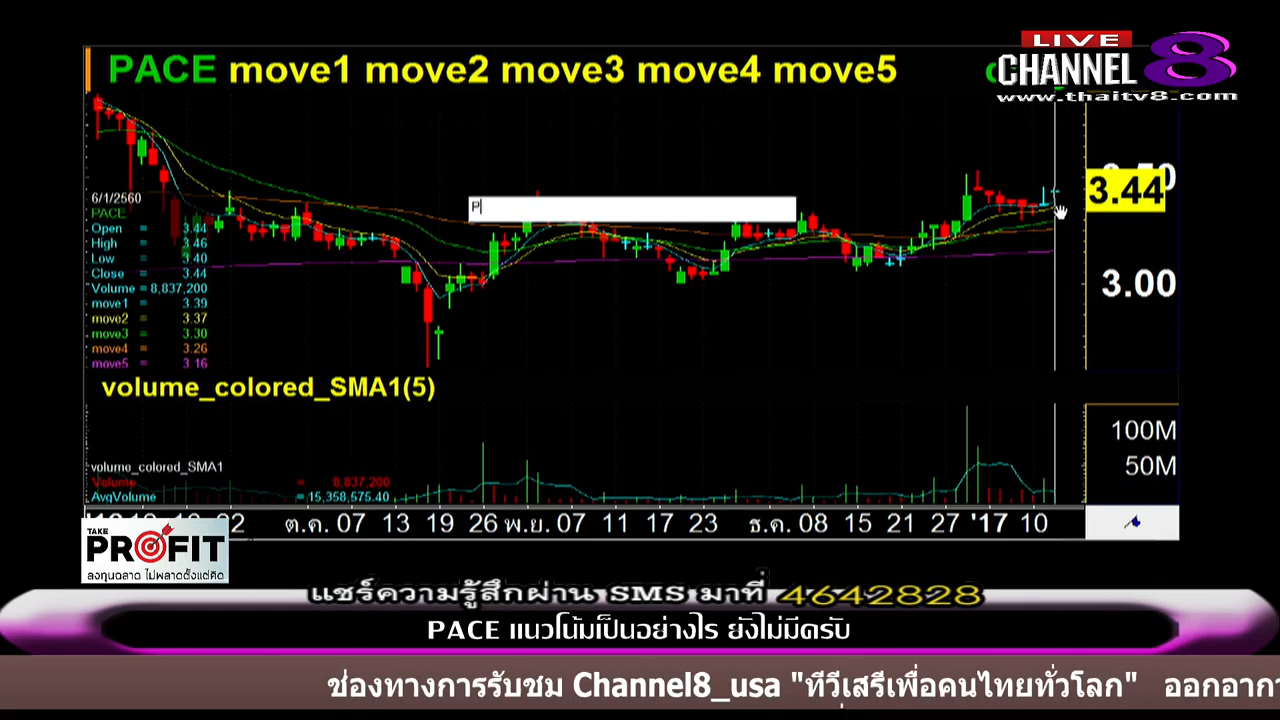 PACE move1 move2 move3 move4 move5
LIVE
CHANNEL 8
www.thaitv8.com
3.44
3.00
6/1/2560
PACE
Open = 3.44
High = 3.46
Low = 3.40
Close = 3.44
Volume = 8,837,200
move1 = 3.39
move2 = 3.37
move3 = 3.30
move4 = 3.26
move5 = 3.16
P
volume_colored_SMA1(5)
100M
50M
volume_colored_SMA1
Volume = 8,837,200
AvgVolume = 15,358,575.40
ต.ค. 07 13 19 26 พ.ย. 07 11 17 23 ธ.ค. 08 15 21 27 '17 10
TAKE
PROFIT
ลงทุนฉลาด ไม่พลาดตั้งแต่คิด
แชร์ความรู้สึกผ่าน SMS มาที่ 4642828
PACE แนวโน้มเป็นอย่างไร ยังไม่มีครับ
ช่องทางการรับชม Channel8_usa "ทีวีเสรีเพื่อคนไทยทั่วโลก" ออกอากา